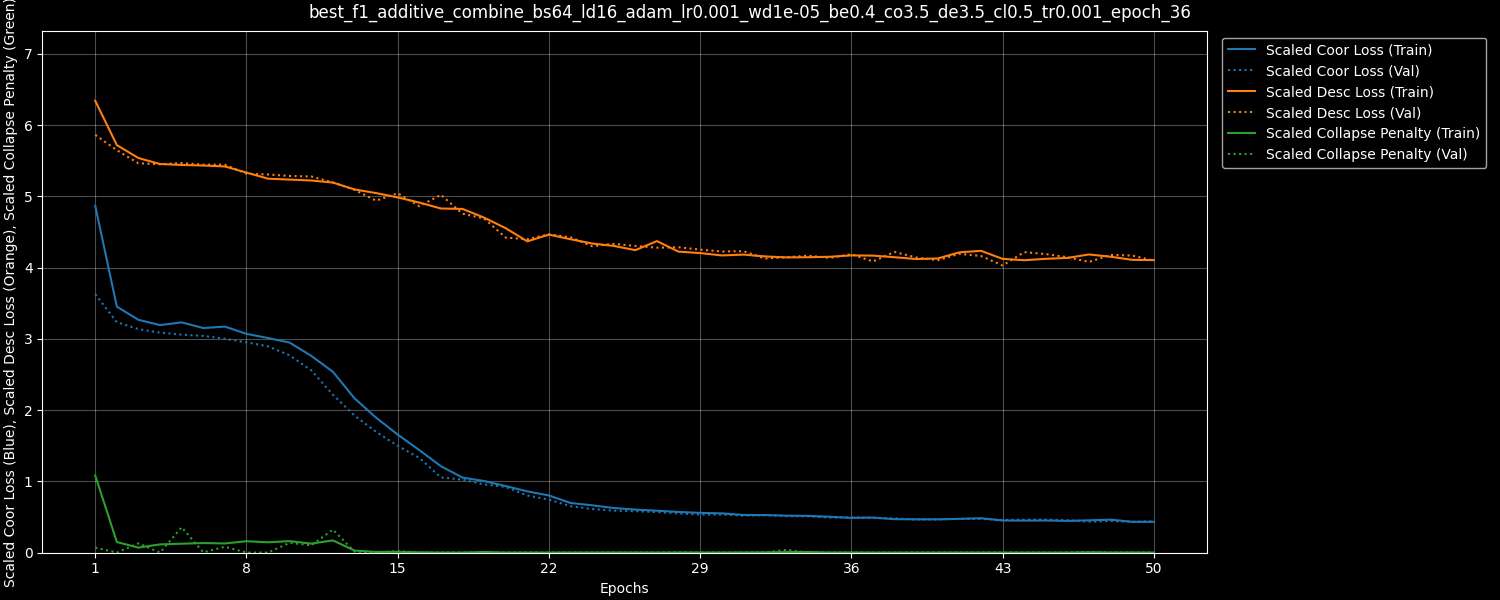 best_f1_additive_combine_bs64_ld16_adam_lr0.001_wd1e-05_be0.4_co3.5_de3.5_cl0.5_tr0.001_epoch_36
Scaled Coor Loss (Blue), Scaled Desc Loss (Orange), Scaled Collapse Penalty (Green)
7
6
5
4
3
2
1
0
1 8 15 22 29 36 43 50
Epochs
Scaled Coor Loss (Train)
Scaled Coor Loss (Val)
Scaled Desc Loss (Train)
Scaled Desc Loss (Val)
Scaled Collapse Penalty (Train)
Scaled Collapse Penalty (Val)